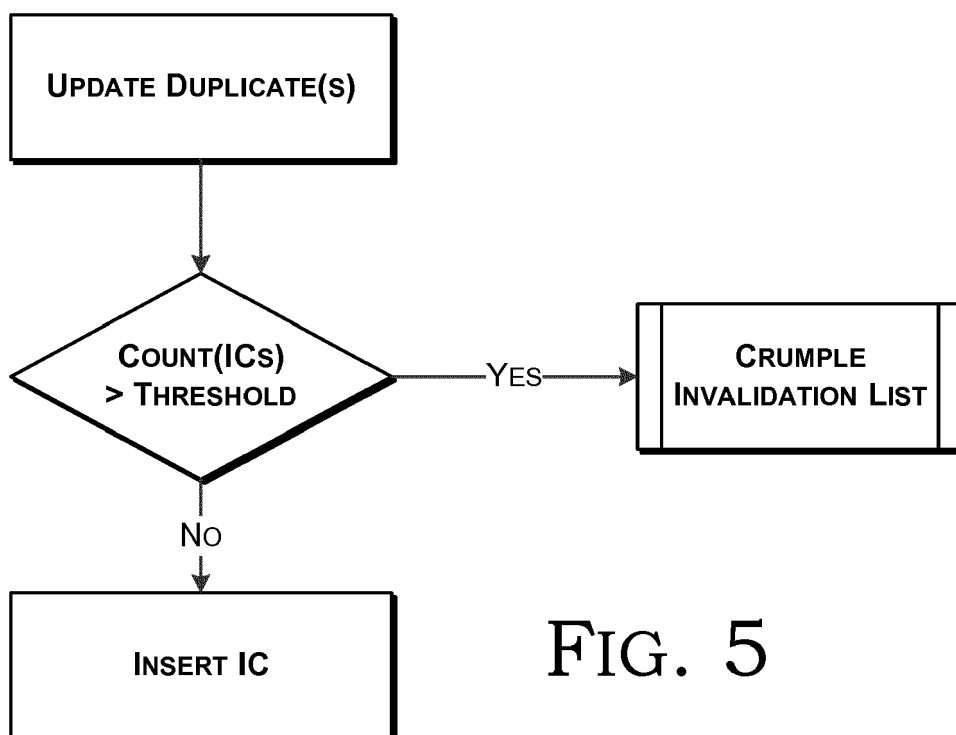 UPDATE DUPLICATE(S)
COUNT(ICS)
> THRESHOLD
YES
CRUMPLE
INVALIDATION LIST
NO
INSERT IC
FIG. 5